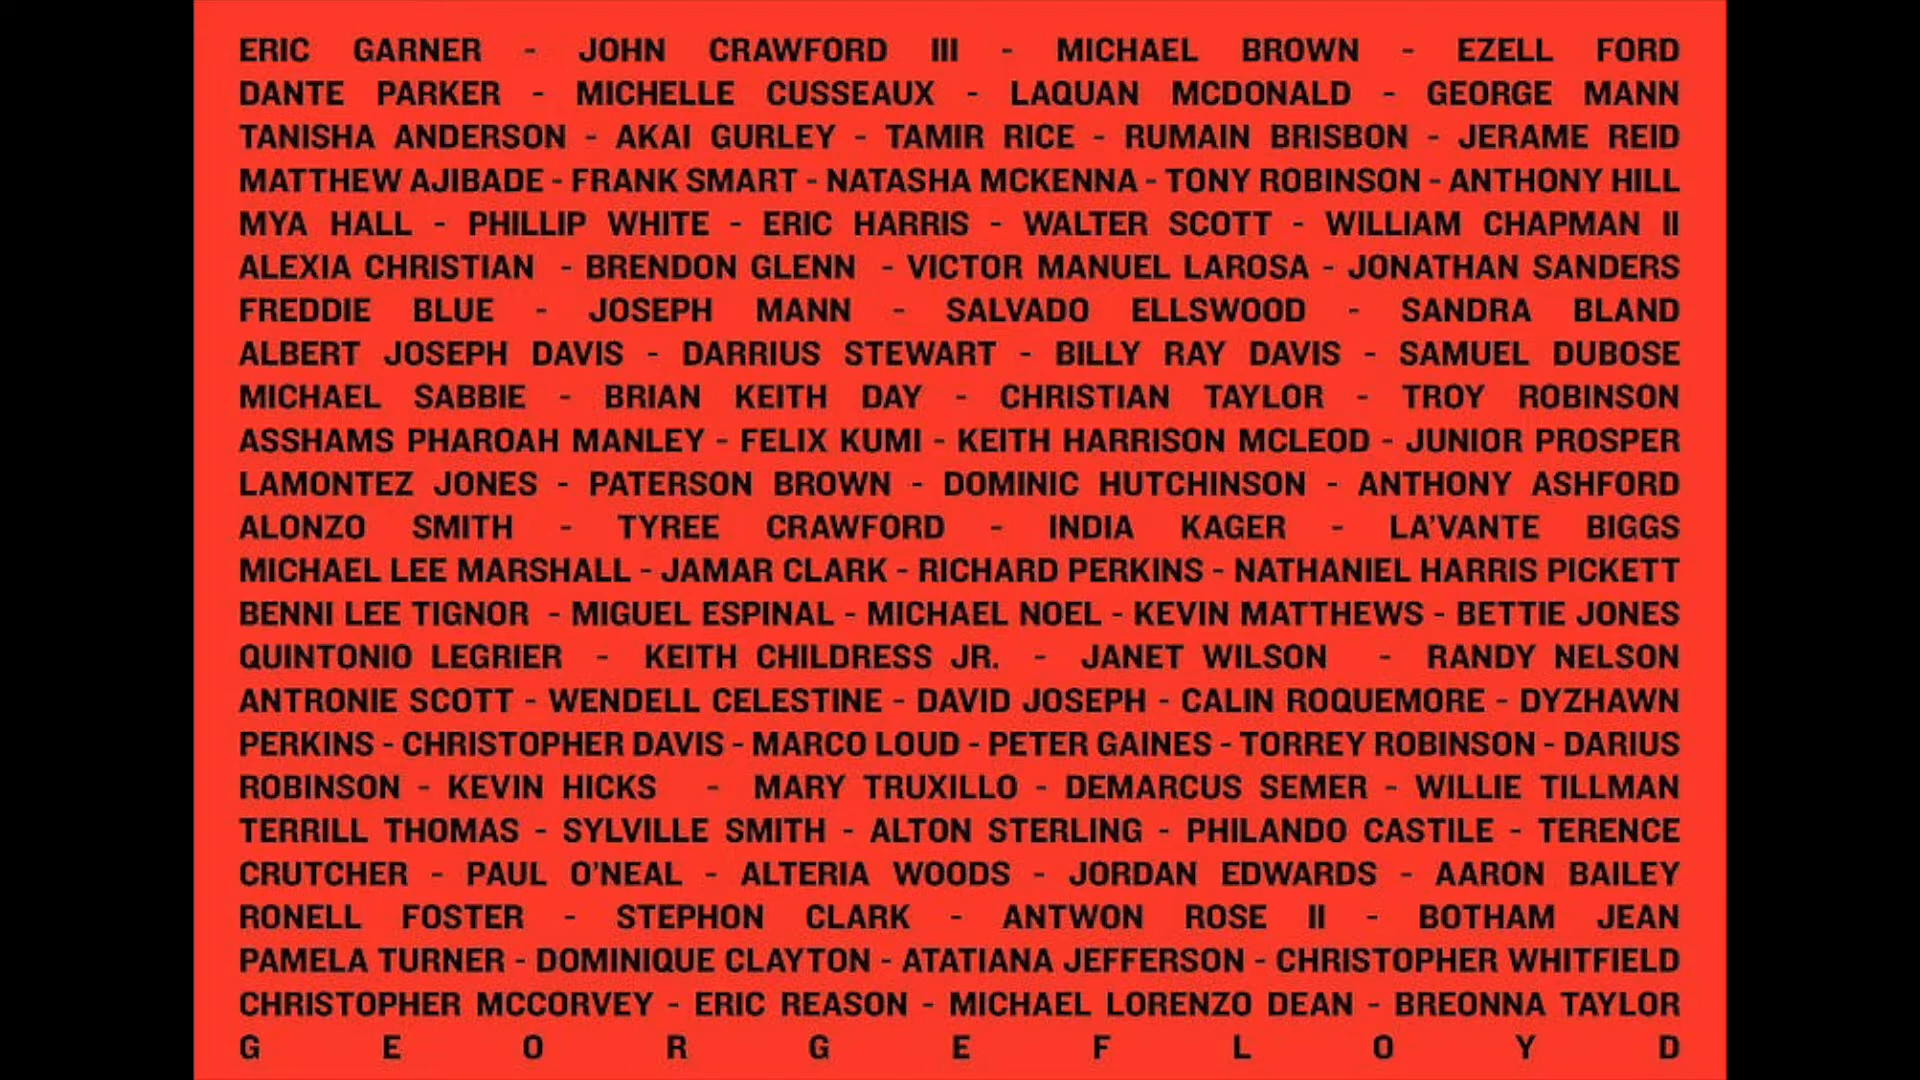 ERIC GARNER - JOHN CRAWFORD III - MICHAEL BROWN - EZELL FORD
DANTE PARKER - MICHELLE CUSSEAUX - LAQUAN MCDONALD - GEORGE MANN
TANISHA ANDERSON - AKAI GURLEY - TAMIR RICE - RUMAIN BRISBON - JERAME REID
MATTHEW AJIBADE - FRANK SMART - NATASHA MCKENNA - TONY ROBINSON - ANTHONY HILL
MYA HALL - PHILLIP WHITE - ERIC HARRIS - WALTER SCOTT - WILLIAM CHAPMAN II
ALEXIA CHRISTIAN - BRENDON GLENN - VICTOR MANUEL LAROSA - JONATHAN SANDERS
FREDDIE BLUE - JOSEPH MANN - SALVADO ELLSWOOD - SANDRA BLAND
ALBERT JOSEPH DAVIS - DARRIUS STEWART - BILLY RAY DAVIS - SAMUEL DUBOSE
MICHAEL SABBIE - BRIAN KEITH DAY - CHRISTIAN TAYLOR - TROY ROBINSON
ASSHAMS PHAROAH MANLEY - FELIX KUMI - KEITH HARRISON MCLEOD - JUNIOR PROSPER
LAMONTEZ JONES - PATERSON BROWN - DOMINIC HUTCHINSON - ANTHONY ASHFORD
ALONZO SMITH - TYREE CRAWFORD - INDIA KAGER - LA’VANTE BIGGS
MICHAEL LEE MARSHALL - JAMAR CLARK - RICHARD PERKINS - NATHANIEL HARRIS PICKETT
BENNI LEE TIGNOR - MIGUEL ESPINAL - MICHAEL NOEL - KEVIN MATTHEWS - BETTIE JONES
QUINTONIO LEGRIER - KEITH CHILDRESS JR. - JANET WILSON - RANDY NELSON
ANTRONIE SCOTT - WENDELL CELESTINE - DAVID JOSEPH - CALIN ROQUEMORE - DYZHAWN
PERKINS - CHRISTOPHER DAVIS - MARCO LOUD - PETER GAINES - TORREY ROBINSON - DARIUS
ROBINSON - KEVIN HICKS - MARY TRUXILLO - DEMARCUS SEMER - WILLIE TILLMAN
TERRILL THOMAS - SYLVILLE SMITH - ALTON STERLING - PHILANDO CASTILE - TERENCE
CRUTCHER - PAUL O’NEAL - ALTERIA WOODS - JORDAN EDWARDS - AARON BAILEY
RONELL FOSTER - STEPHON CLARK - ANTWON ROSE II - BOTHAM JEAN
PAMELA TURNER - DOMINIQUE CLAYTON - ATATIANA JEFFERSON - CHRISTOPHER WHITFIELD
CHRISTOPHER MCCORVEY - ERIC REASON - MICHAEL LORENZO DEAN - BREONNA TAYLOR
G E O R G E F L O Y D